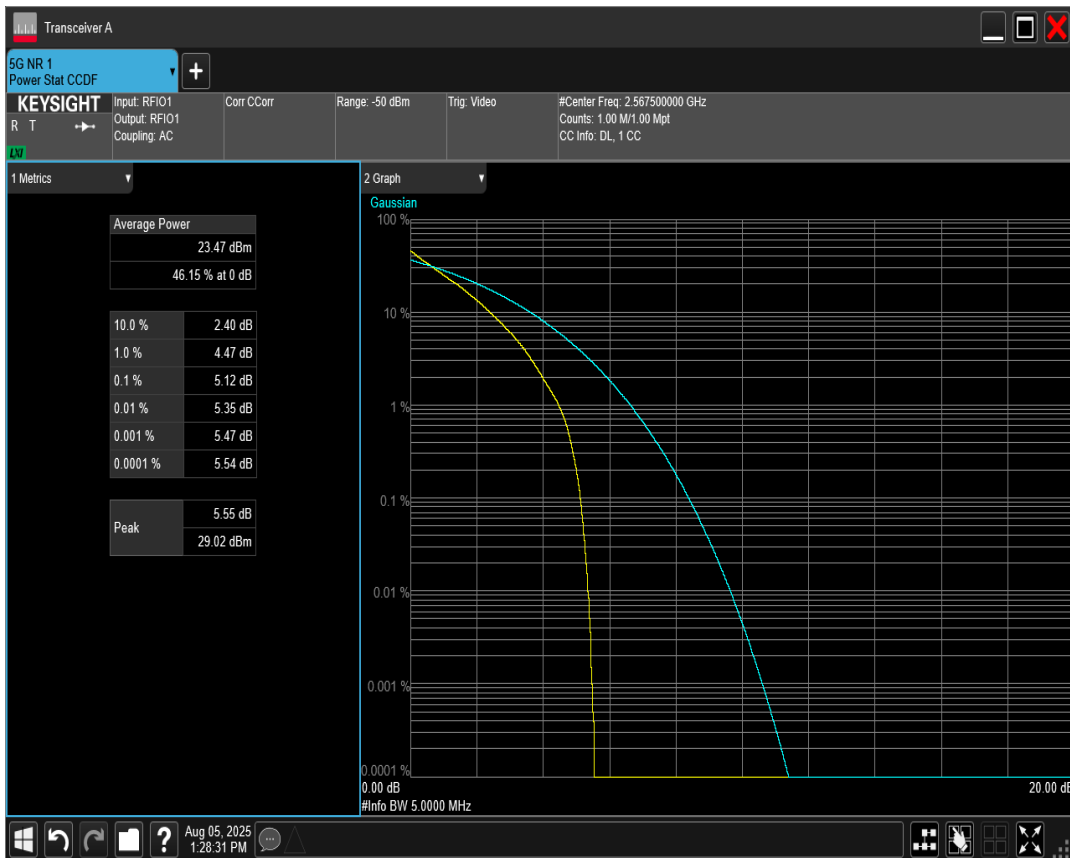 Transceiver A
5G NR 1
Power Stat CCDF
KEYSIGHT
R T
LXI
Input: RFIO1
Output: RFIO1
Coupling: AC
Corr CCorr
Range: -50 dBm
Trig: Video
#Center Freq: 2.567500000 GHz
Counts: 1.00 M/1.00 Mpt
CC Info: DL, 1 CC
1 Metrics
Average Power
23.47 dBm
46.15 % at 0 dB
10.0 % 2.40 dB
1.0 % 4.47 dB
0.1 % 5.12 dB
0.01 % 5.35 dB
0.001 % 5.47 dB
0.0001 % 5.54 dB
Peak 5.55 dB
29.02 dBm
2 Graph
Gaussian
100 %
10 %
1 %
0.1 %
0.01 %
0.001 %
0.0001 %
0.00 dB 20.00 dB
#Info BW 5.0000 MHz
Aug 05, 2025
1:28:31 PM